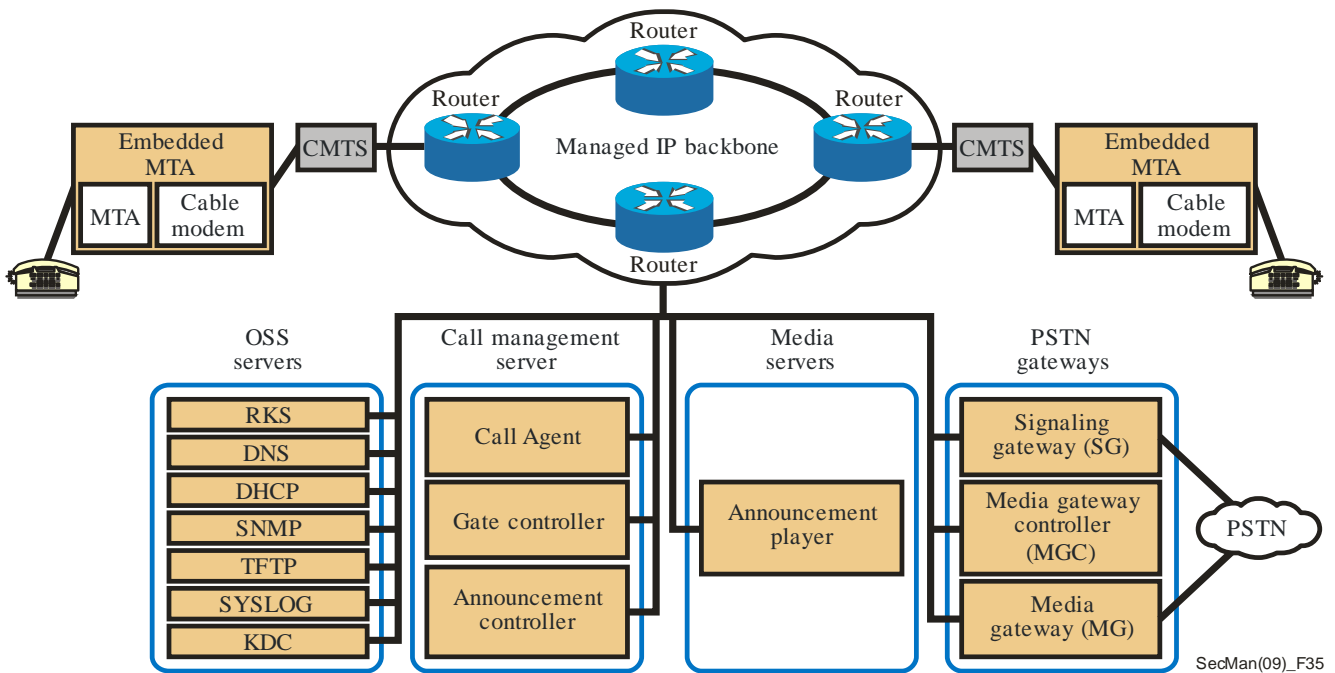 Router
Router
Router
Managed IP backbone
Router
Embedded
MTA
MTA
Cable
modem
CMTS
CMTS
Embedded
MTA
MTA
Cable
modem
OSS
servers
RKS
DNS
DHCP
SNMP
TFTP
SYSLOG
KDC
Call management
server
Call Agent
Gate controller
Announcement
controller
Media
servers
Announcement
player
PSTN
gateways
Signaling
gateway (SG)
Media gateway
controller
(MGC)
Media
gateway (MG)
PSTN
SecMan(09)_F35